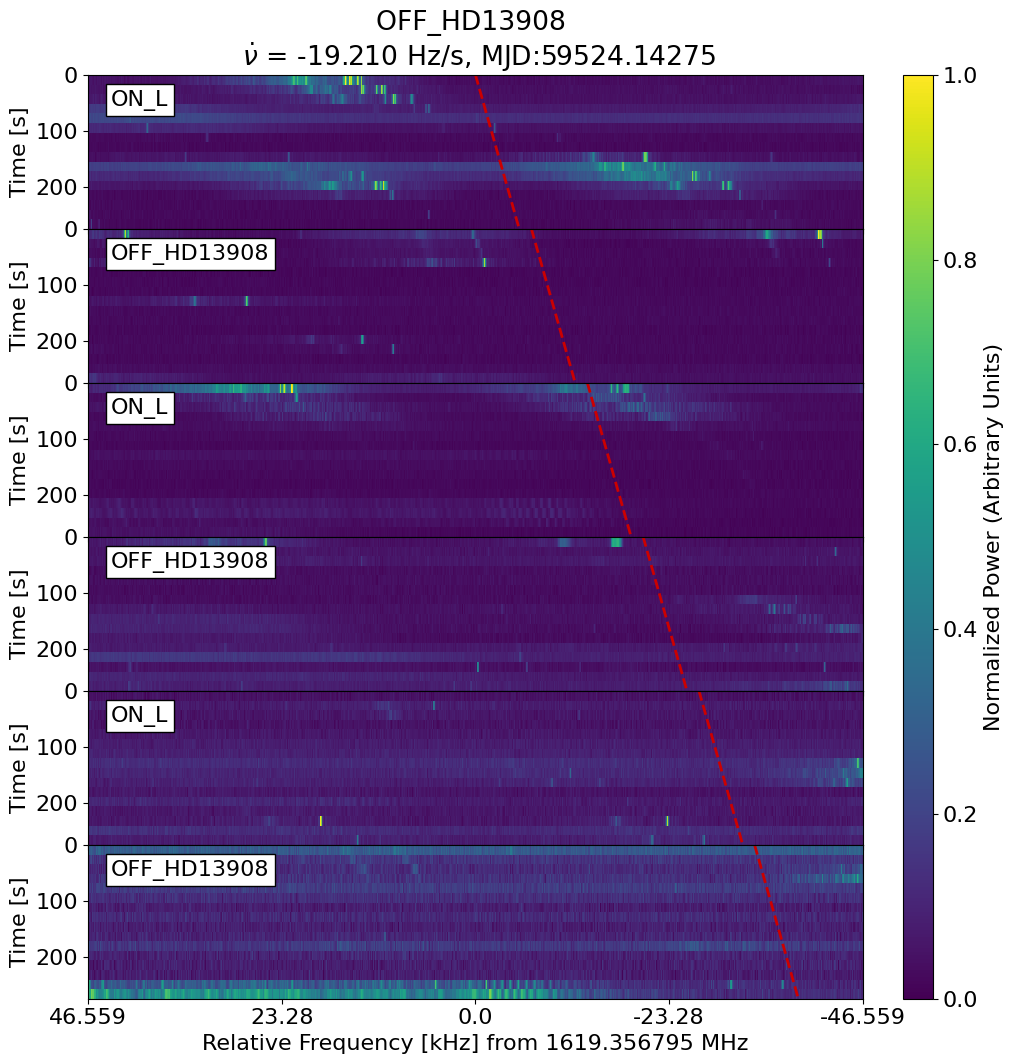 OFF_HD13908
ν̇ = -19.210 Hz/s, MJD:59524.14275
0
100
200
Time [s]
ON_L
0
100
200
Time [s]
OFF_HD13908
0
100
200
Time [s]
ON_L
0
100
200
Time [s]
OFF_HD13908
0
100
200
Time [s]
ON_L
0
100
200
Time [s]
OFF_HD13908
46.559 23.28 0.0 -23.28 -46.559
Relative Frequency [kHz] from 1619.356795 MHz
1.0
0.8
0.6
0.4
0.2
0.0
Normalized Power (Arbitrary Units)